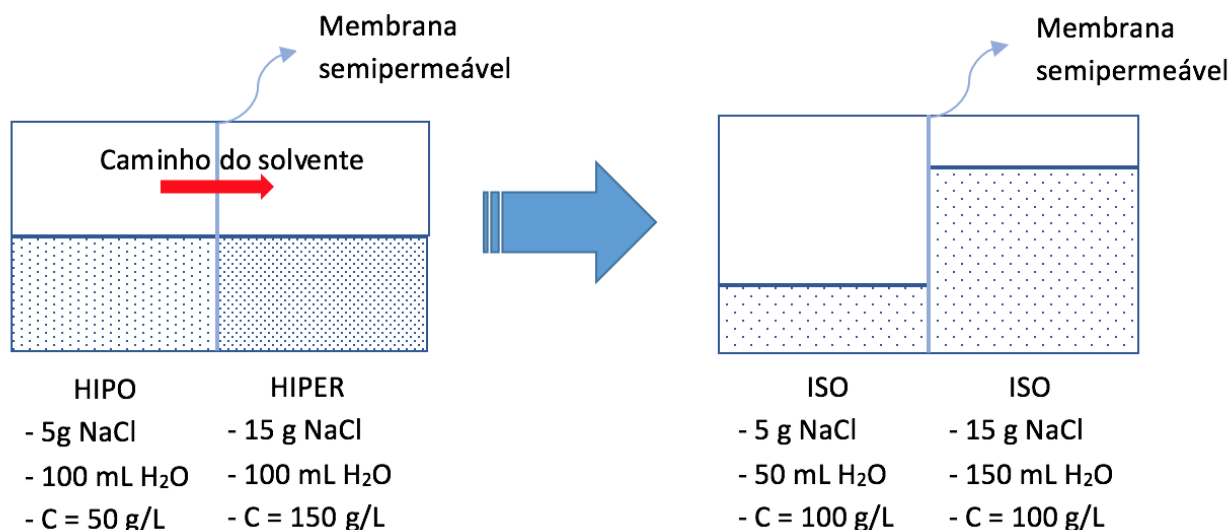 Membrana
semipermeável
Caminho do solvente
HIPO
- 5g NaCl
- 100 mL H₂O
- C = 50 g/L
HIPER
- 15 g NaCl
- 100 mL H₂O
- C = 150 g/L
Membrana
semipermeável
ISO
- 5 g NaCl
- 50 mL H₂O
- C = 100 g/L
ISO
- 15 g NaCl
- 150 mL H₂O
- C = 100 g/L